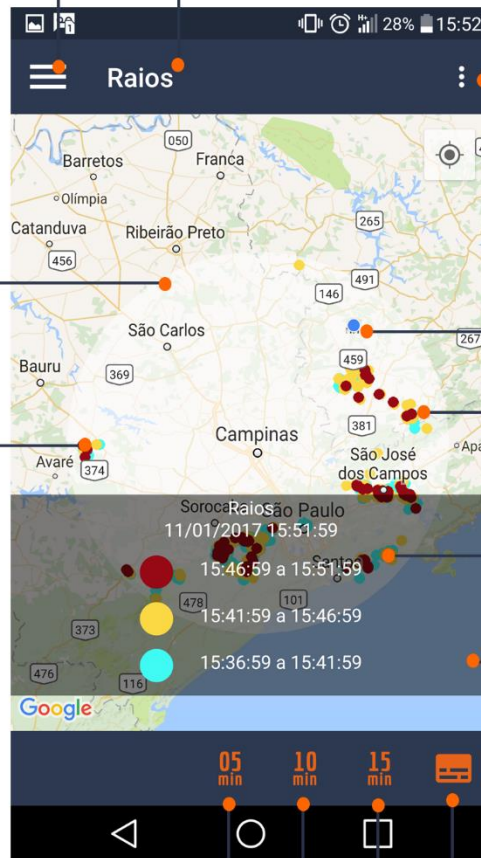 28% 15:52
Raios
050
Barretos
Franca
Olímpia
Catanduva
Ribeirão Preto
265
456
491
146
São Carlos
267
459
Bauru
369
381
Campinas
São José
dos Campos
Avaré
374
Raios
São Paulo
11/01/2017 15:51:59
15:46:59 a 15:51:59
478
101
15:41:59 a 15:46:59
373
15:36:59 a 15:41:59
476
116
Google
05
min
10
min
15
min